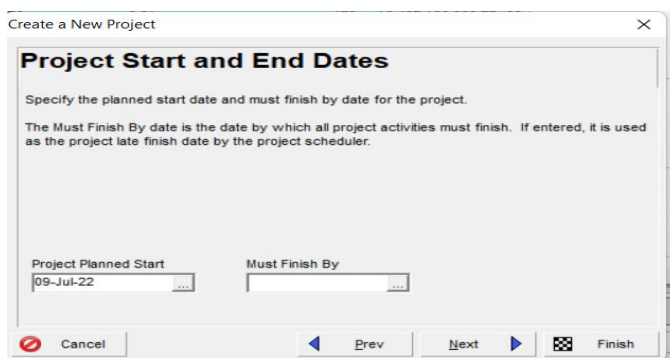 Create a New Project
Project Start and End Dates
Specify the planned start date and must finish by date for the project.
The Must Finish By date is the date by which all project activities must finish. If entered, it is used
as the project late finish date by the project scheduler.
Project Planned Start
Must Finish By
09-Jul-22
...
...
Cancel
Prev
Next
Finish